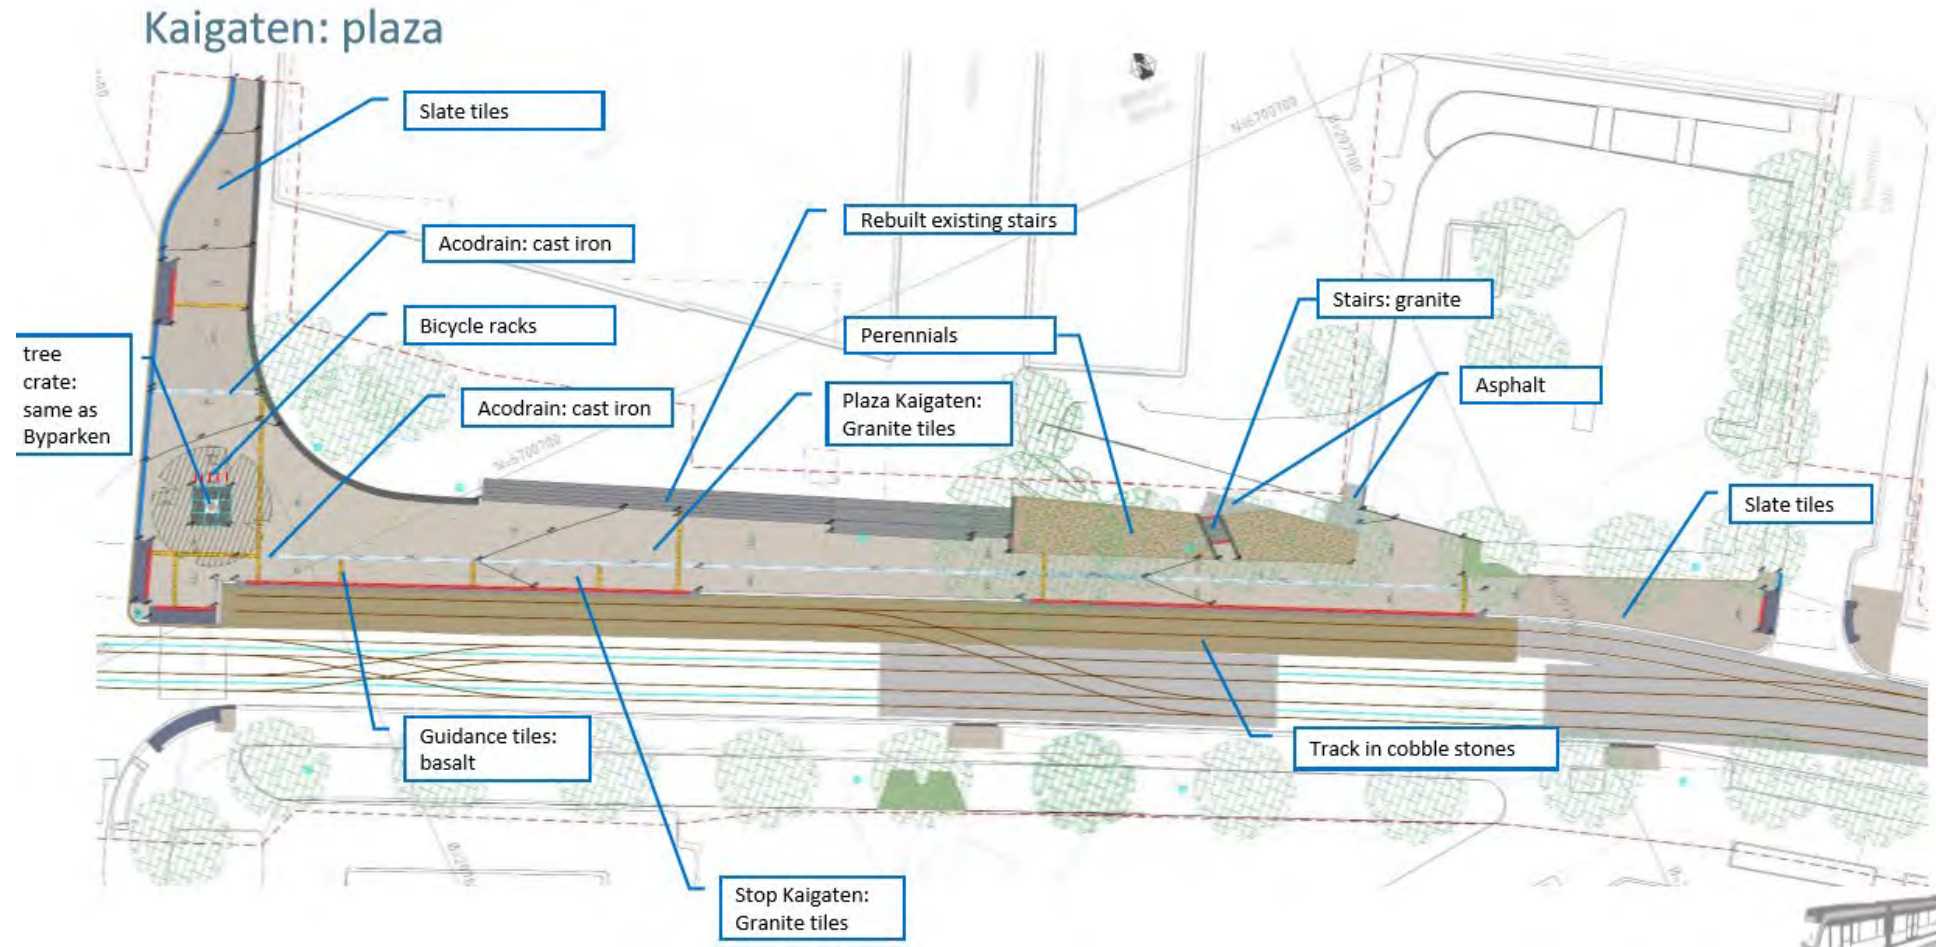 Kaigaten: plaza
Slate tiles
Acodrain: cast iron
Rebuilt existing stairs
Stairs: granite
Bicycle racks
Perennials
tree
crate:
same as
Byparken
Acodrain: cast iron
Plaza Kaigaten:
Granite tiles
Asphalt
Slate tiles
Guidance tiles:
basalt
Track in cobble stones
Stop Kaigaten:
Granite tiles
N=6700700
N=6700700